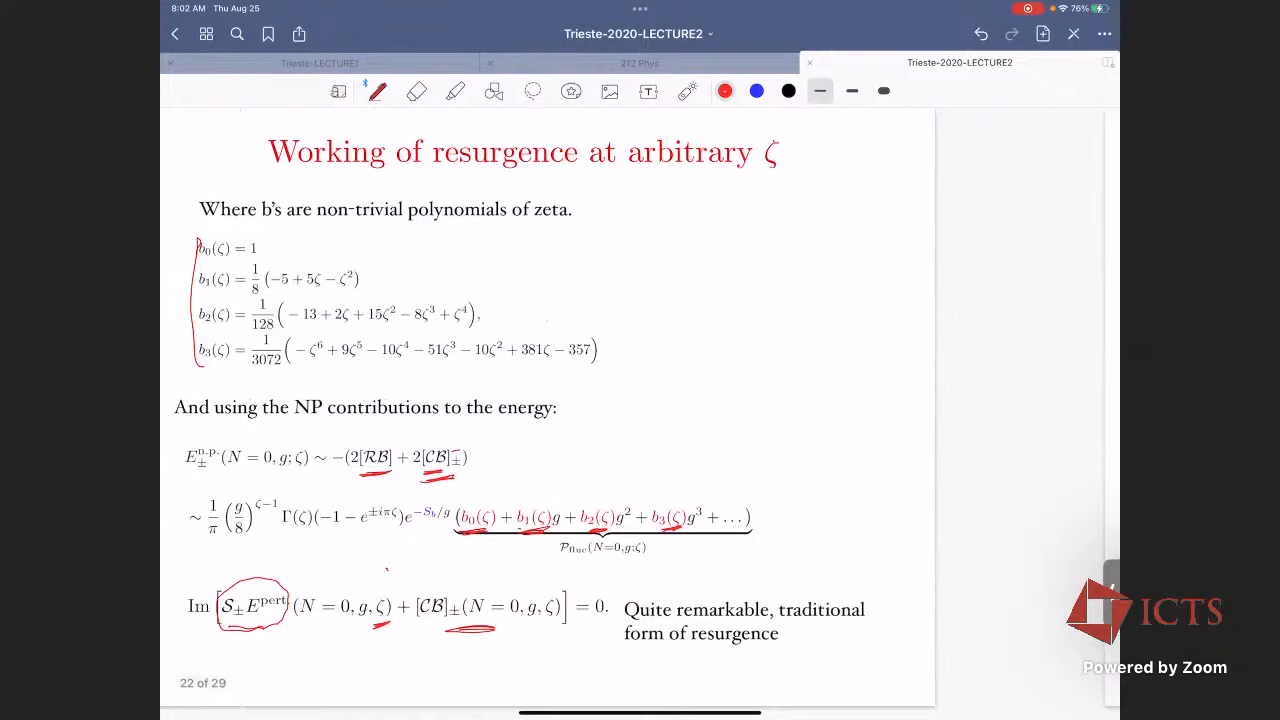 8:02 AM Thu Aug 25
76%
Trieste-2020-LECTURE2
Trieste-LECTURE1
212 Phys
Trieste-2020-LECTURE2
Working of resurgence at arbitrary ζ
Where b's are non-trivial polynomials of zeta.
b₀(ζ) = 1
b₁(ζ) = 1/8 (−5 + 5ζ − ζ²)
b₂(ζ) = 1/128 (−13 + 2ζ + 15ζ² − 8ζ³ + ζ⁴),
b₃(ζ) = 1/3072 (−ζ⁶ + 9ζ⁵ − 10ζ⁴ − 51ζ³ − 10ζ² + 381ζ − 357)
And using the NP contributions to the energy:
E±^{n.p.}(N = 0, g; ζ) ∼ −(2[ℛℬ] + 2[𝒞ℬ]±)
∼ 1/π (g/8)^{ζ−1} Γ(ζ)(−1 − e^{±iπζ})e^{−S_b/g} (b₀(ζ) + b₁(ζ)g + b₂(ζ)g² + b₃(ζ)g³ + …)
𝒫_fluc(N=0,g;ζ)
Im [𝒮±E^{pert.}(N = 0, g, ζ) + [𝒞ℬ]±(N = 0, g, ζ)] = 0. Quite remarkable, traditional
form of resurgence
22 of 29
ICTS
Powered by Zoom